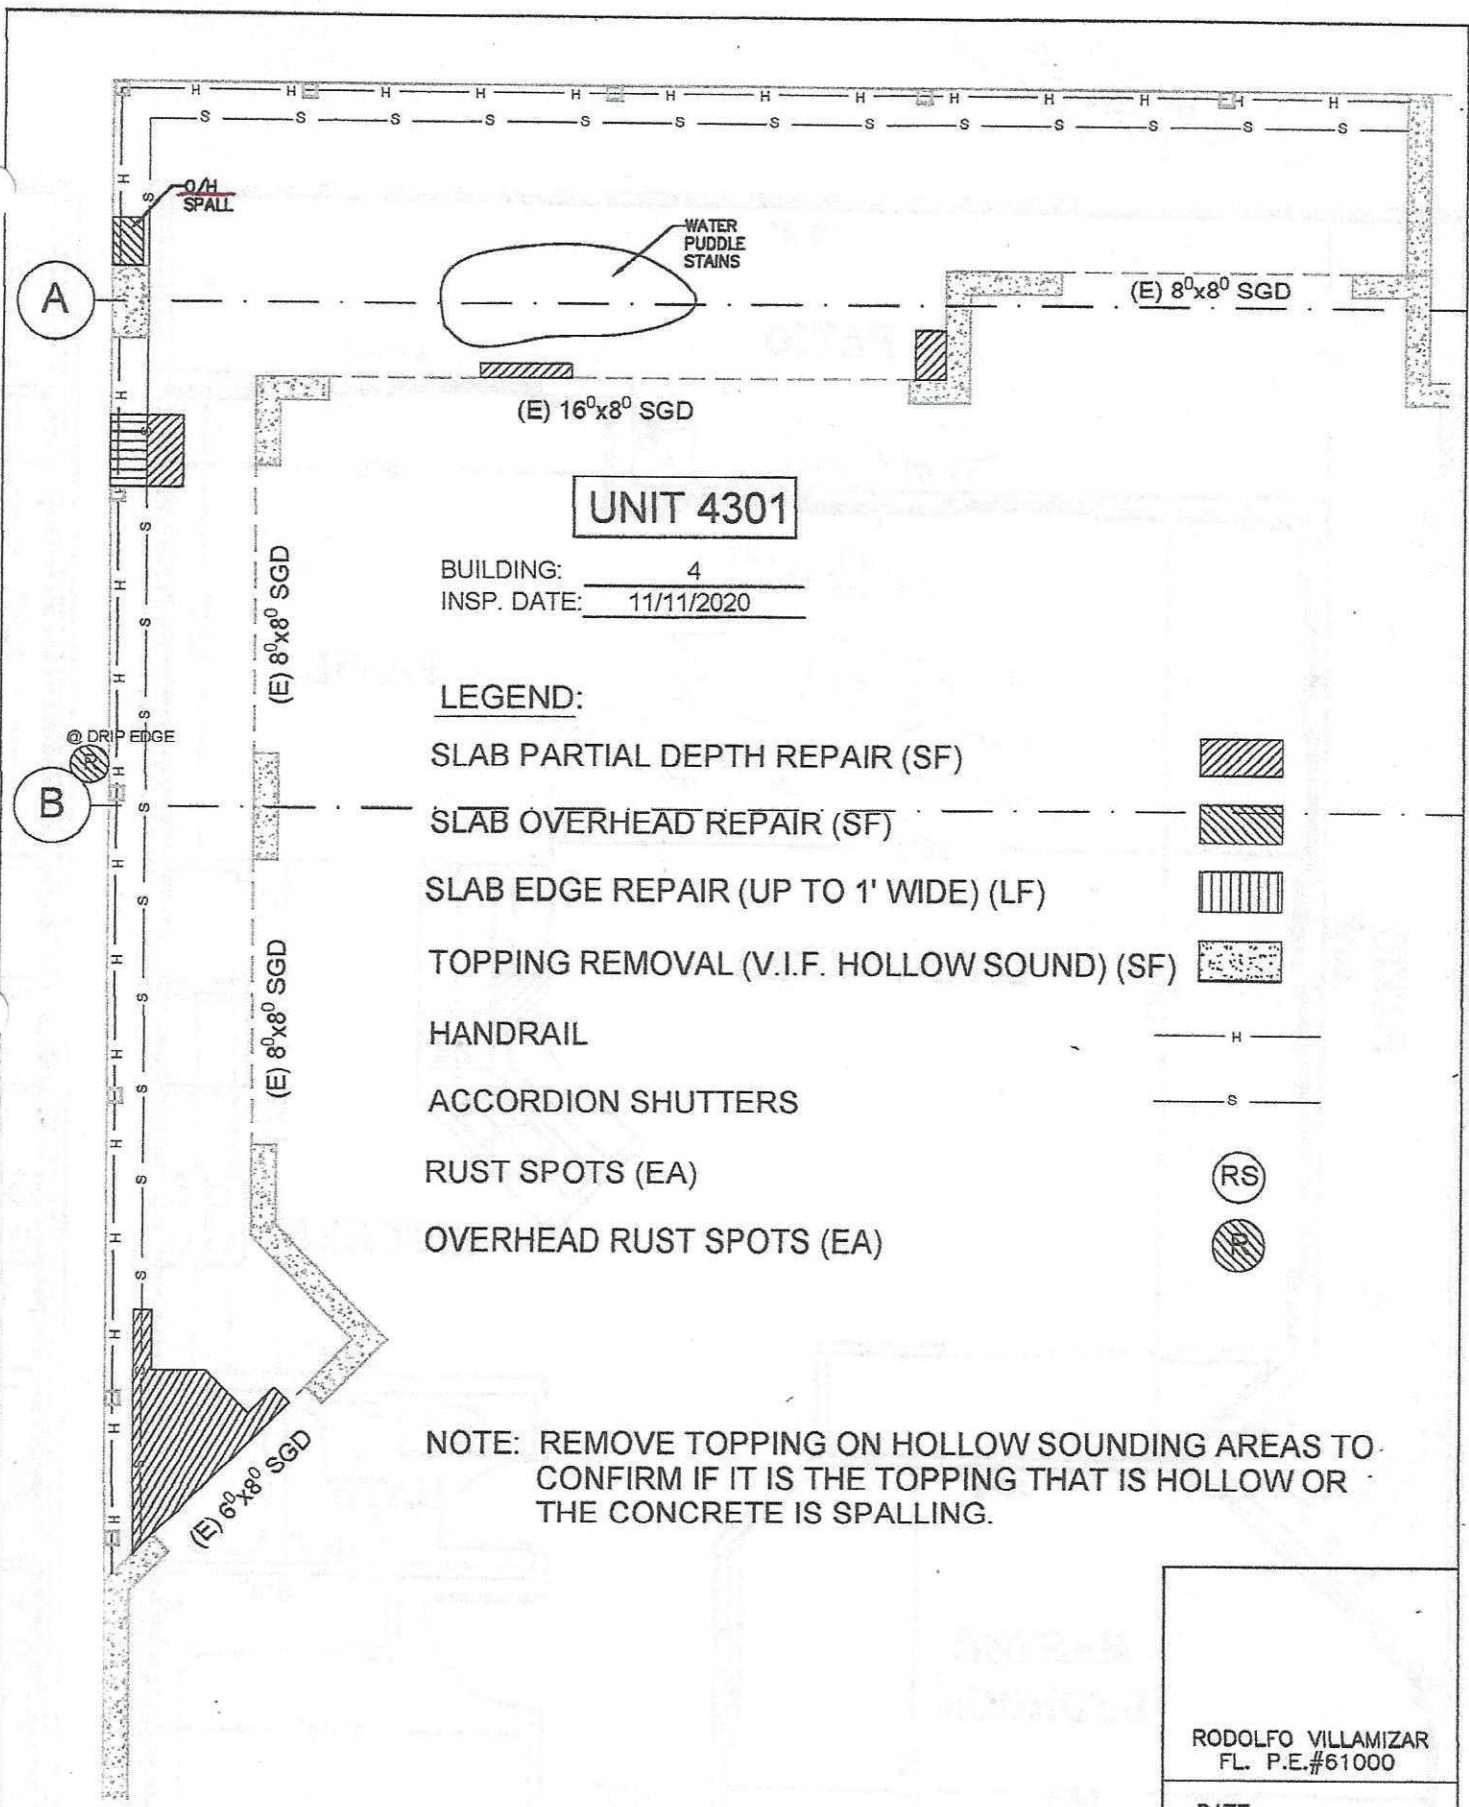 H H H H H H H H H H H H H
S S S S S S S S S S S S S
O/H
SPALL
WATER
PUDDLE
STAINS
A
(E) 8⁰x8⁰ SGD
(E) 16⁰x8⁰ SGD
UNIT 4301
BUILDING: 4
INSP. DATE: 11/11/2020
(E) 8⁰x8⁰ SGD
LEGEND:
@ DRIP EDGE
R
SLAB PARTIAL DEPTH REPAIR (SF)
B
SLAB OVERHEAD REPAIR (SF)
SLAB EDGE REPAIR (UP TO 1' WIDE) (LF)
(E) 8⁰x8⁰ SGD
TOPPING REMOVAL (V.I.F. HOLLOW SOUND) (SF)
HANDRAIL H
ACCORDION SHUTTERS S
RUST SPOTS (EA) RS
OVERHEAD RUST SPOTS (EA) R
(E) 6⁰x8⁰ SGD
NOTE: REMOVE TOPPING ON HOLLOW SOUNDING AREAS TO
CONFIRM IF IT IS THE TOPPING THAT IS HOLLOW OR
THE CONCRETE IS SPALLING.
RODOLFO VILLAMIZAR
FL. P.E.#61000